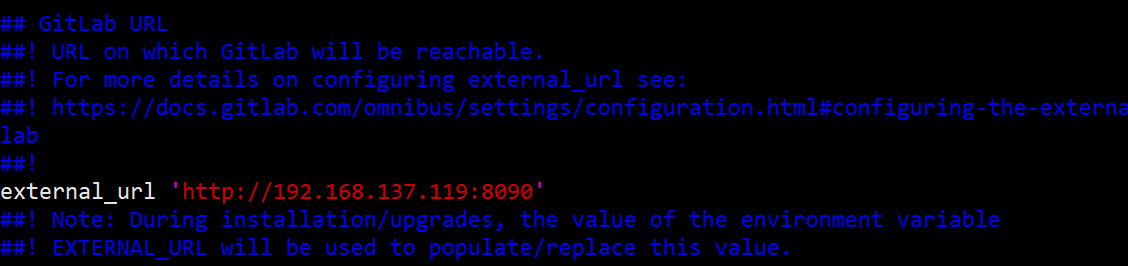 ## GitLab URL
##! URL on which GitLab will be reachable.
##! For more details on configuring external_url see:
##! https://docs.gitlab.com/omnibus/settings/configuration.html#configuring-the-externa
lab
##!
external_url 'http://192.168.137.119:8090'
##! Note: During installation/upgrades, the value of the environment variable
##! EXTERNAL_URL will be used to populate/replace this value.